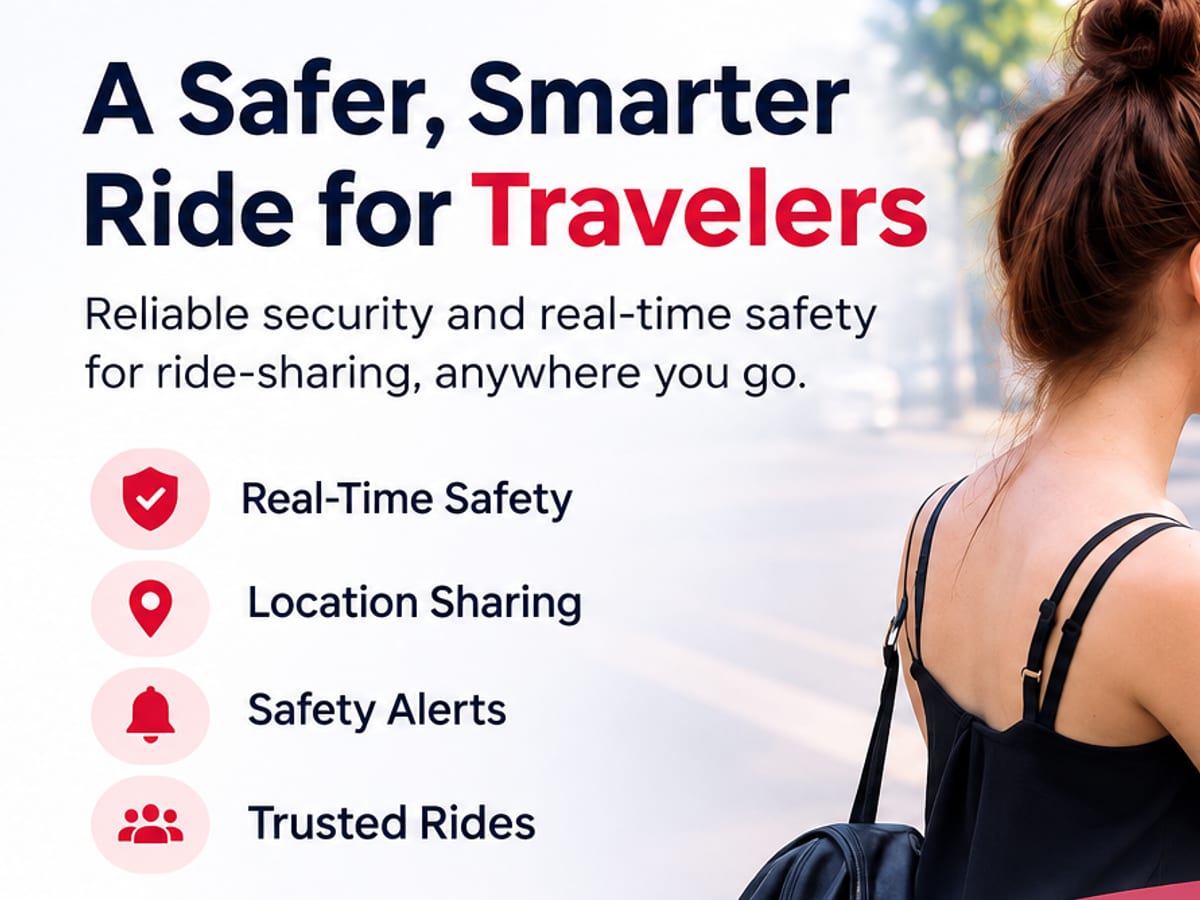 A Safer, Smarter
Ride for Travelers
Reliable security and real-time safety
for ride-sharing, anywhere you go.
Real-Time Safety
Location Sharing
Safety Alerts
Trusted Rides